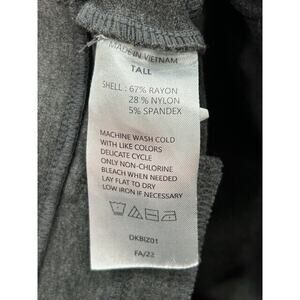 MADE IN VIETNAM
TALL
SHELL : 67% RAYON
28 % NYLON
5% SPANDEX
MACHINE WASH COLD
WITH LIKE COLORS
DELICATE CYCLE
ONLY NON-CHLORINE
BLEACH WHEN NEEDED
LAY FLAT TO DRY
LOW IRON IF NECESSARY
DKBIZ01
FA/22